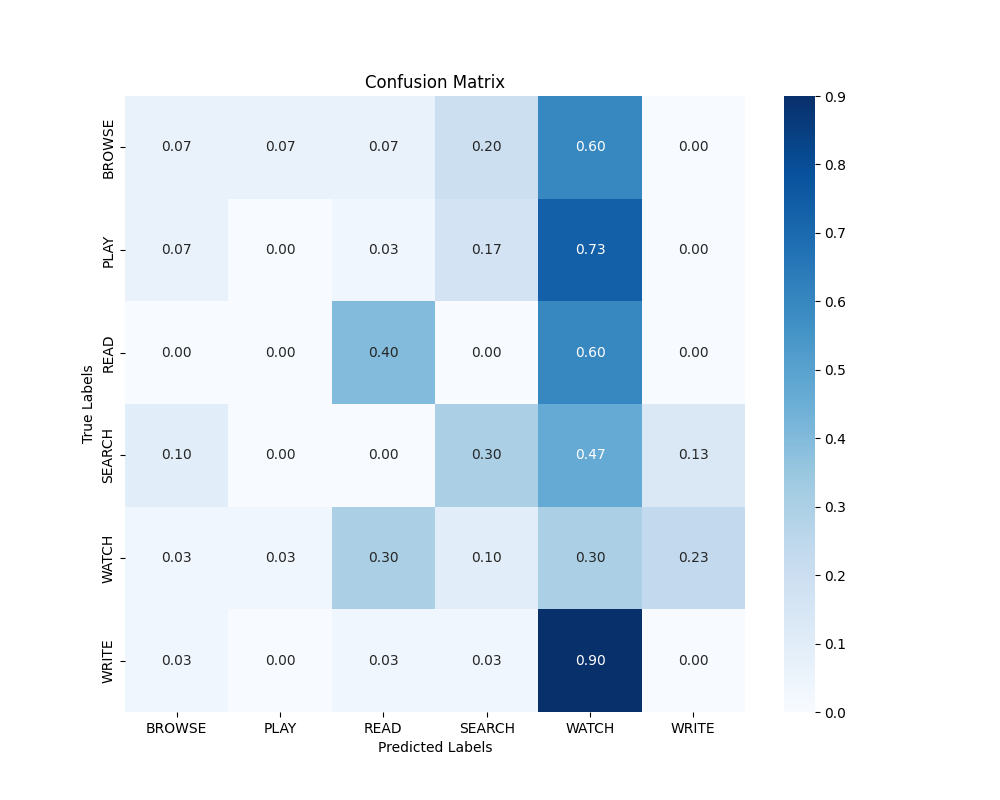 Confusion Matrix
BROWSE 0.07 0.07 0.07 0.20 0.60 0.00
PLAY 0.07 0.00 0.03 0.17 0.73 0.00
READ 0.00 0.00 0.40 0.00 0.60 0.00
SEARCH 0.10 0.00 0.00 0.30 0.47 0.13
WATCH 0.03 0.03 0.30 0.10 0.30 0.23
WRITE 0.03 0.00 0.03 0.03 0.90 0.00
True Labels
BROWSE PLAY READ SEARCH WATCH WRITE
Predicted Labels
0.9
0.8
0.7
0.6
0.5
0.4
0.3
0.2
0.1
0.0